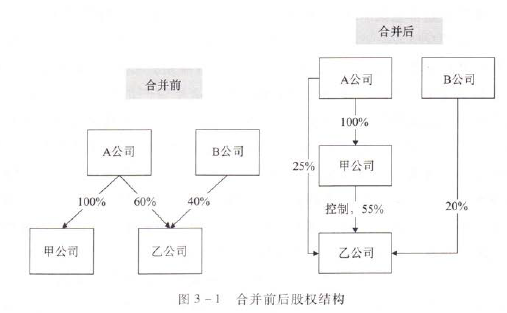 合并前
A公司 B公司
100% 60% 40%
甲公司 乙公司
合并后
A公司 B公司
100%
25% 甲公司
控制，55% 20%
乙公司
图 3-1 合并前后股权结构